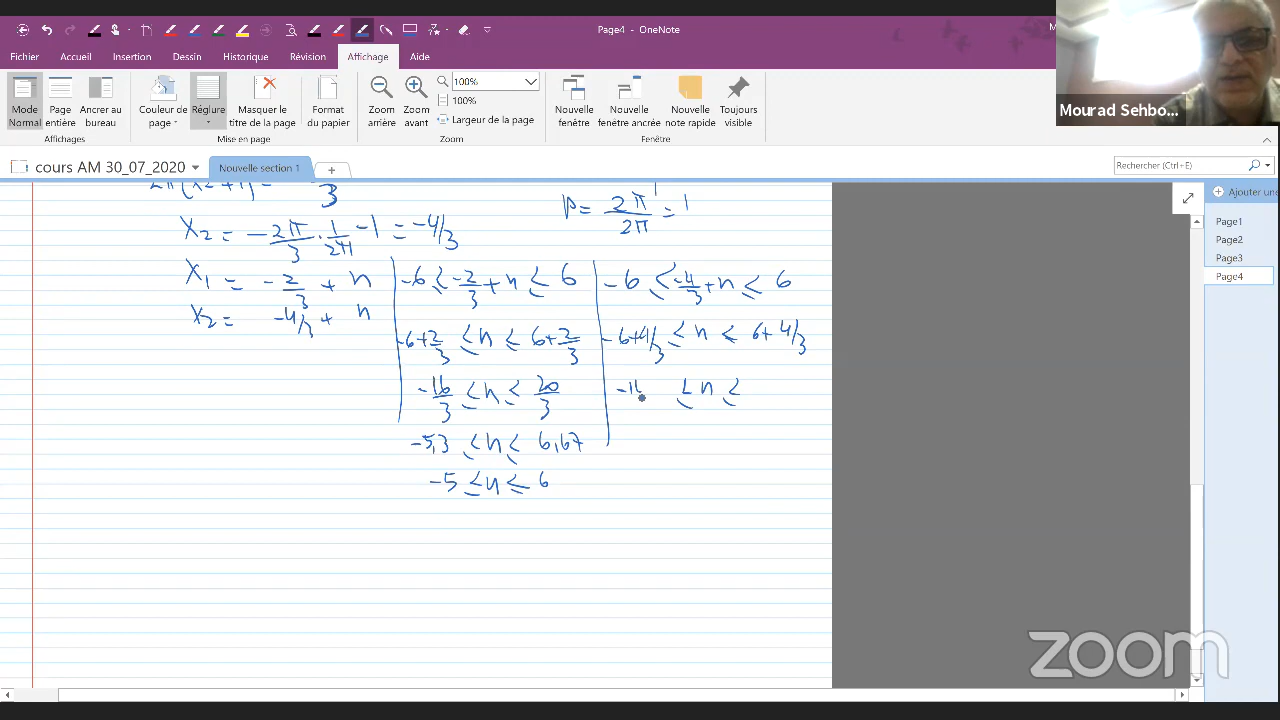 Page4 - OneNote
Fichier Accueil Insertion Dessin Historique Révision Affichage Aide
Mode Normal
Page entière
Ancrer au bureau
Affichages
Couleur de page
Réglure
Masquer le titre de la page
Format du papier
Mise en page
Zoom arrière
Zoom avant
100%
100%
Largeur de la page
Zoom
Nouvelle fenêtre
Nouvelle fenêtre ancrée
Nouvelle note rapide
Toujours visible
Fenêtre
Mourad Sehbo...
cours AM 30_07_2020
Nouvelle section 1
+
Rechercher (Ctrl+E)
Ajouter une
Page1
Page2
Page3
Page4
P = 2π/2π = 1
X2 = -2π/3 · 1/2π - 1 = -4/3
X1 = -2/3 + n
X2 = -4/3 + n
-6 ≤ -2/3 + n ≤ 6
-6+2/3 ≤ n ≤ 6+2/3
-16/3 ≤ n ≤ 20/3
-5,3 ≤ n ≤ 6,67
-5 ≤ n ≤ 6
-6 ≤ -4/3 + n ≤ 6
-6+4/3 ≤ n ≤ 6+4/3
≤ n ≤
zoom